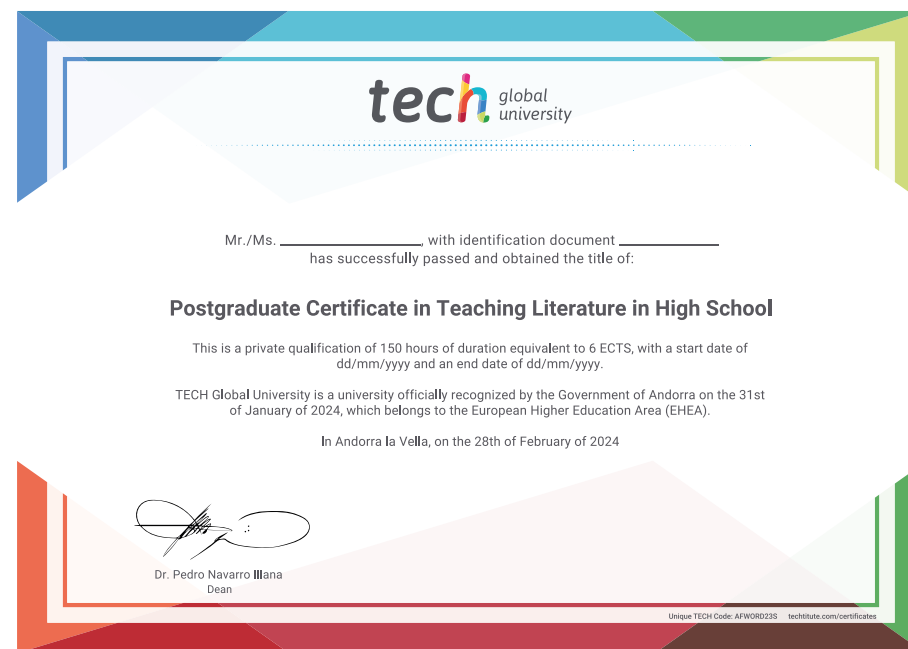 tech global university
Mr./Ms. ____________________, with identification document ______________
has successfully passed and obtained the title of:
Postgraduate Certificate in Teaching Literature in High School
This is a private qualification of 150 hours of duration equivalent to 6 ECTS, with a start date of
dd/mm/yyyy and an end date of dd/mm/yyyy.
TECH Global University is a university officially recognized by the Government of Andorra on the 31st
of January of 2024, which belongs to the European Higher Education Area (EHEA).
In Andorra la Vella, on the 28th of February of 2024
Dr. Pedro Navarro Illana
Dean
Unique TECH Code: AFWORD23S techtitute.com/certificates